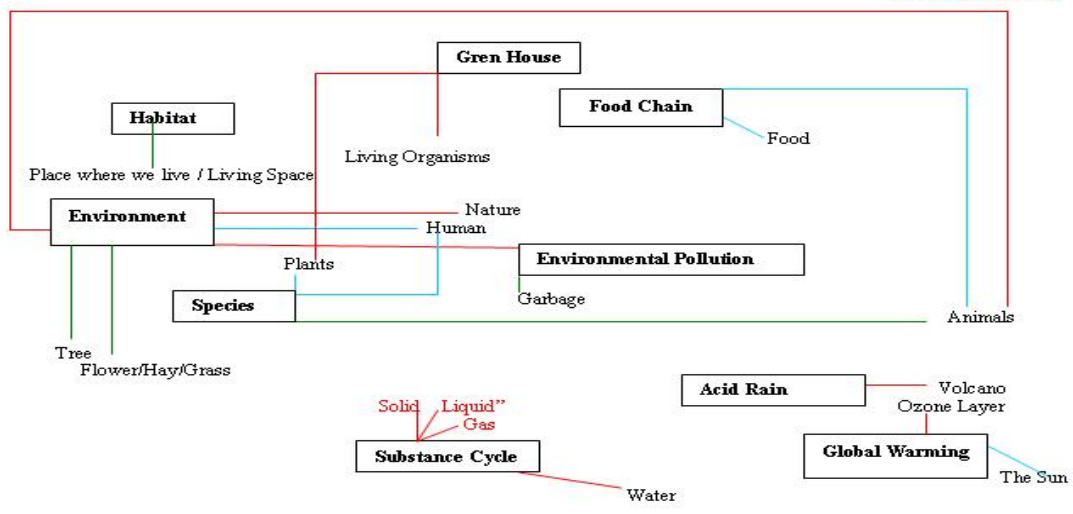 Gren House
Food Chain
Habitat
Food
Living Organisms
Place where we live / Living Space
Nature
Environment
Human
Environmental Pollution
Plants
Garbage
Species
Animals
Tree
Flower/Hay/Grass
Acid Rain
Volcano
Ozone Layer
Solid Liquid”
Gas
Substance Cycle
Global Warming
The Sun
Water